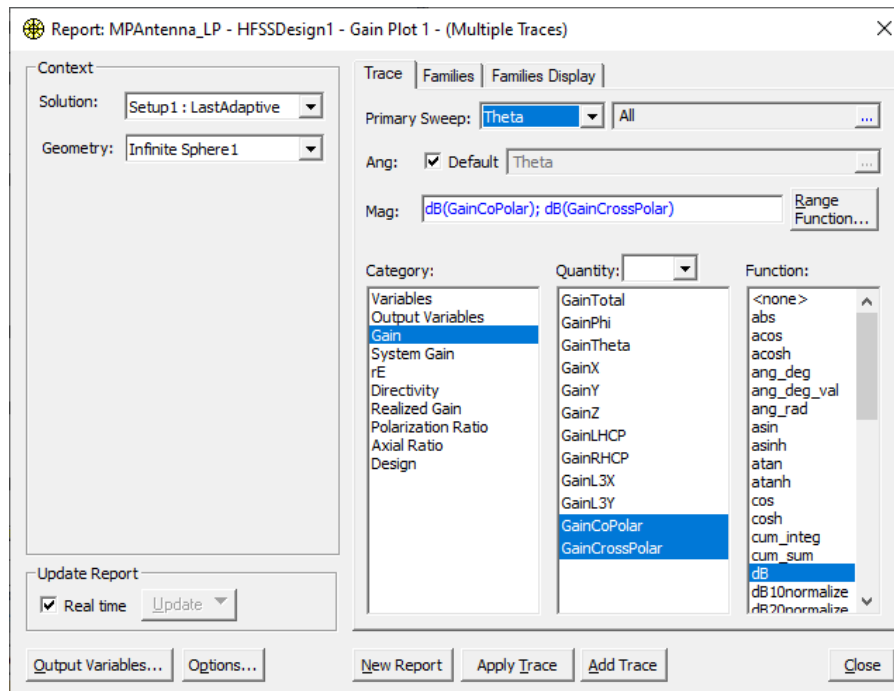 Report: MPAntenna_LP - HFSSDesign1 - Gain Plot 1 - (Multiple Traces)
Context
Solution: Setup1 : LastAdaptive
Geometry: Infinite Sphere1
Update Report
Real time Update
Output Variables... Options...
Trace Families Families Display
Primary Sweep: Theta All ...
Ang: Default Theta ...
Mag: dB(GainCoPolar); dB(GainCrossPolar) Range Function...
Category:
Variables
Output Variables
Gain
System Gain
rE
Directivity
Realized Gain
Polarization Ratio
Axial Ratio
Design
Quantity:
GainTotal
GainPhi
GainTheta
GainX
GainY
GainZ
GainLHCP
GainRHCP
GainL3X
GainL3Y
GainCoPolar
GainCrossPolar
Function:
<none>
abs
acos
acosh
ang_deg
ang_deg_val
ang_rad
asin
asinh
atan
atanh
cos
cosh
cum_integ
cum_sum
dB
dB10normalize
dB20normalize
New Report Apply Trace Add Trace Close